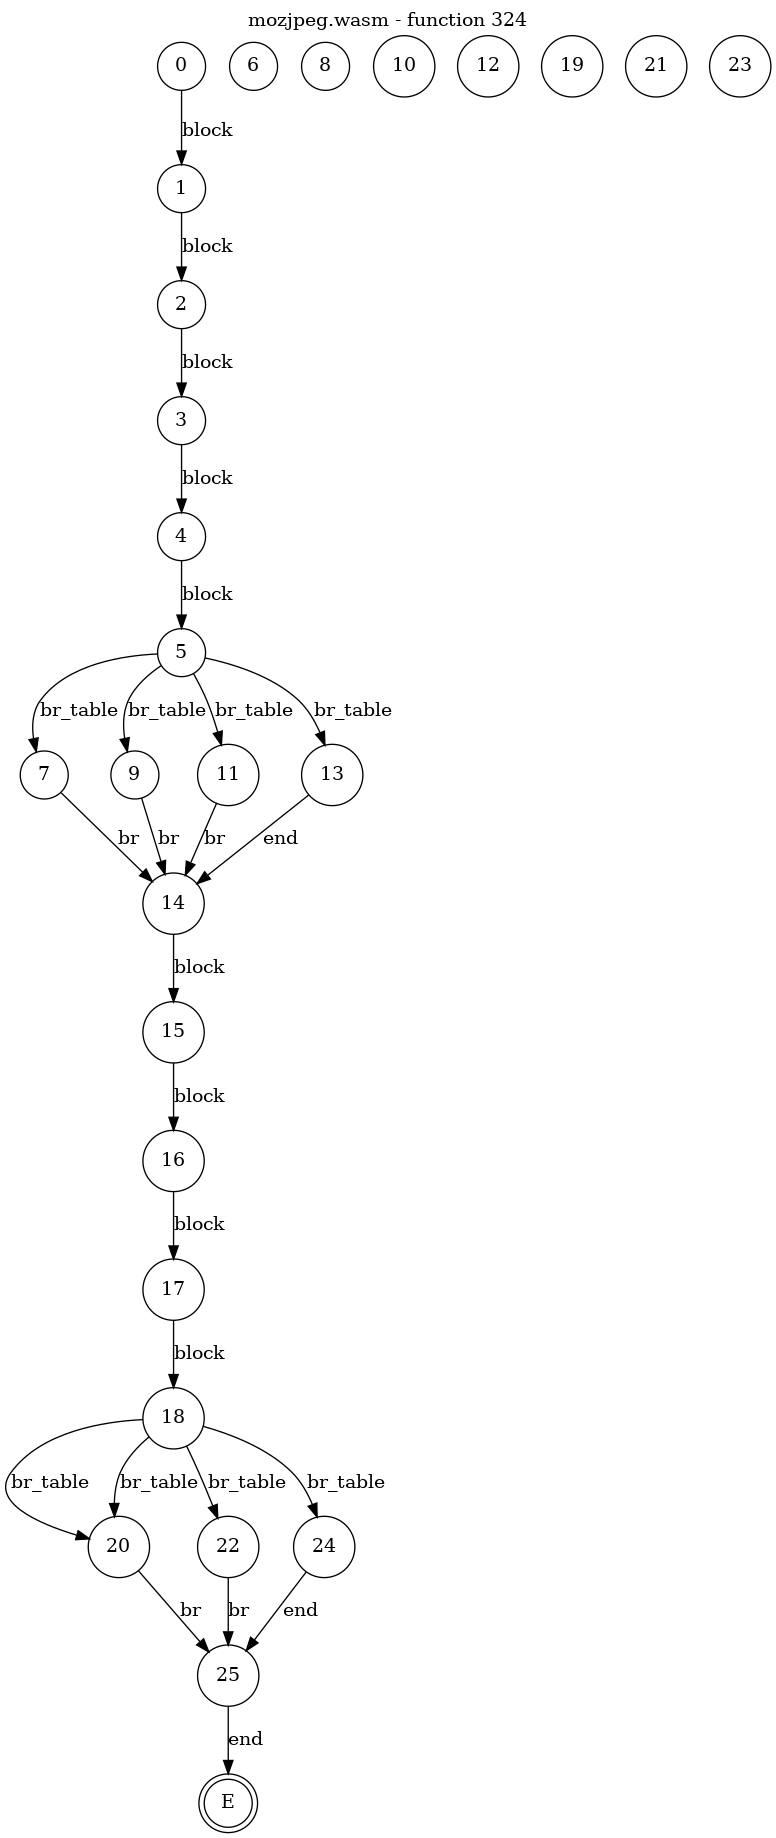 mozjpeg.wasm - function 324
0 6 8 10 12 19 21 23
block
1
block
2
block
3
block
4
block
5
br_table br_table br_table br_table
7 9 11 13
br br br end
14
block
15
block
16
block
17
block
18
br_table br_table br_table br_table
20 22 24
br br end
25
end
E